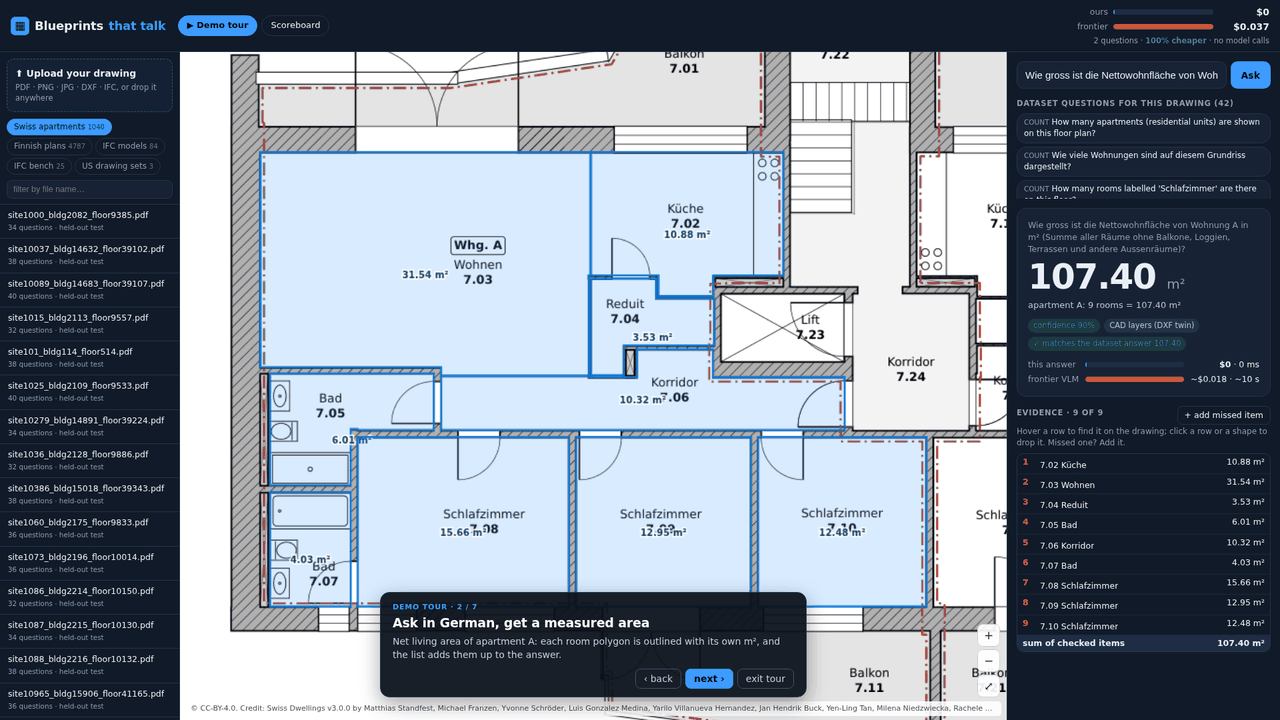 Blueprints that talk
▶ Demo tour
Scoreboard
ours $0
frontier $0.037
2 questions · 100% cheaper · no model calls
⬆ Upload your drawing
PDF · PNG · JPG · DXF · IFC, or drop it
anywhere
Swiss apartments 1040
Finnish plans 4787
IFC models 84
IFC bench 25
US drawing sets 3
filter by file name…
site1000_bldg2082_floor9385.pdf
34 questions · held-out test
site10037_bldg14632_floor39102.pdf
38 questions · held-out test
site10089_bldg14683_floor39107.pdf
40 questions · held-out test
site1015_bldg2113_floor9557.pdf
32 questions · held-out test
site101_bldg114_floor514.pdf
38 questions · held-out test
site1025_bldg2109_floor9533.pdf
40 questions · held-out test
site10279_bldg14891_floor39224.pdf
34 questions · held-out test
site1036_bldg2128_floor9886.pdf
32 questions · held-out test
site10386_bldg15018_floor39343.pdf
38 questions · held-out test
site1060_bldg2175_floor9833.pdf
36 questions · held-out test
site1073_bldg2196_floor10014.pdf
36 questions · held-out test
site1086_bldg2214_floor10150.pdf
32 questions · held-out test
site1087_bldg2215_floor10130.pdf
34 questions · held-out test
site1088_bldg2216_floor10132.pdf
38 questions · held-out test
site10965_bldg15906_floor41165.pdf
36 questions · held-out test
Balkon
7.01
7.22
Küche
7.02
10.88 m²
Whg. A
Wohnen
7.03
31.54 m²
Reduit
7.04
3.53 m²
Lift
7.23
Korridor
7.24
Korridor
7.06
10.32 m²
Bad
7.05
6.01 m²
Schlafzimmer
15.66 m²
Schlafzimmer
12.95 m²
Schlafzimmer
7.10
12.48 m²
4.03 m²
Bad
7.07
Balkon
7.11
DEMO TOUR · 2 / 7
Ask in German, get a measured area
Net living area of apartment A: each room polygon is outlined with its own m², and
the list adds them up to the answer.
‹ back
next ›
exit tour
+
−
⤢
© CC-BY-4.0. Credit: Swiss Dwellings v3.0.0 by Matthias Standfest, Michael Franzen, Yvonne Schröder, Luis Gonzalez Medina, Yarilo Villanueva Hernandez, Jan Hendrik Buck, Yen-Ling Tan, Milena Niedzwiecka, Rachele …
Wie gross ist die Nettowohnfläche von Woh
Ask
DATASET QUESTIONS FOR THIS DRAWING (42)
COUNT How many apartments (residential units) are shown
on this floor plan?
COUNT Wie viele Wohnungen sind auf diesem Grundriss
dargestellt?
COUNT How many rooms labelled 'Schlafzimmer' are there
on this floor plan?
Wie gross ist die Nettowohnfläche von Wohnung A in
m² (Summe aller Räume ohne Balkone, Loggien,
Terrassen und andere Aussenräume)?
107.40 m²
apartment A: 9 rooms = 107.40 m²
confidence 90%
CAD layers (DXF twin)
✓ matches the dataset answer 107.40
this answer $0 · 0 ms
frontier VLM ~$0.018 · ~10 s
EVIDENCE · 9 OF 9
+ add missed item
Hover a row to find it on the drawing; click a row or a shape to
drop it. Missed one? Add it.
1 7.02 Küche 10.88 m²
2 7.03 Wohnen 31.54 m²
3 7.04 Reduit 3.53 m²
4 7.05 Bad 6.01 m²
5 7.06 Korridor 10.32 m²
6 7.07 Bad 4.03 m²
7 7.08 Schlafzimmer 15.66 m²
8 7.09 Schlafzimmer 12.95 m²
9 7.10 Schlafzimmer 12.48 m²
sum of checked items 107.40 m²